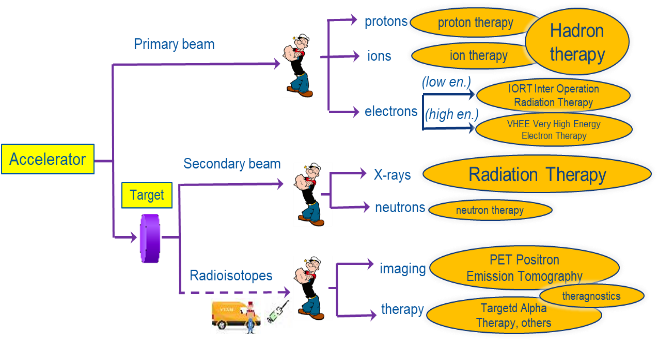 protons
proton therapy
Hadron
therapy
Primary beam
ions
ion therapy
(low en.)
IORT Inter Operation
Radiation Therapy
electrons
(high en.)
VHEE Very High Energy
Electron Therapy
Accelerator
Secondary beam
X-rays
Radiation Therapy
Target
neutrons
neutron therapy
Radioisotopes
imaging
PET Positron
Emission Tomography
theragnostics
therapy
Targetd Alpha
Therapy, others